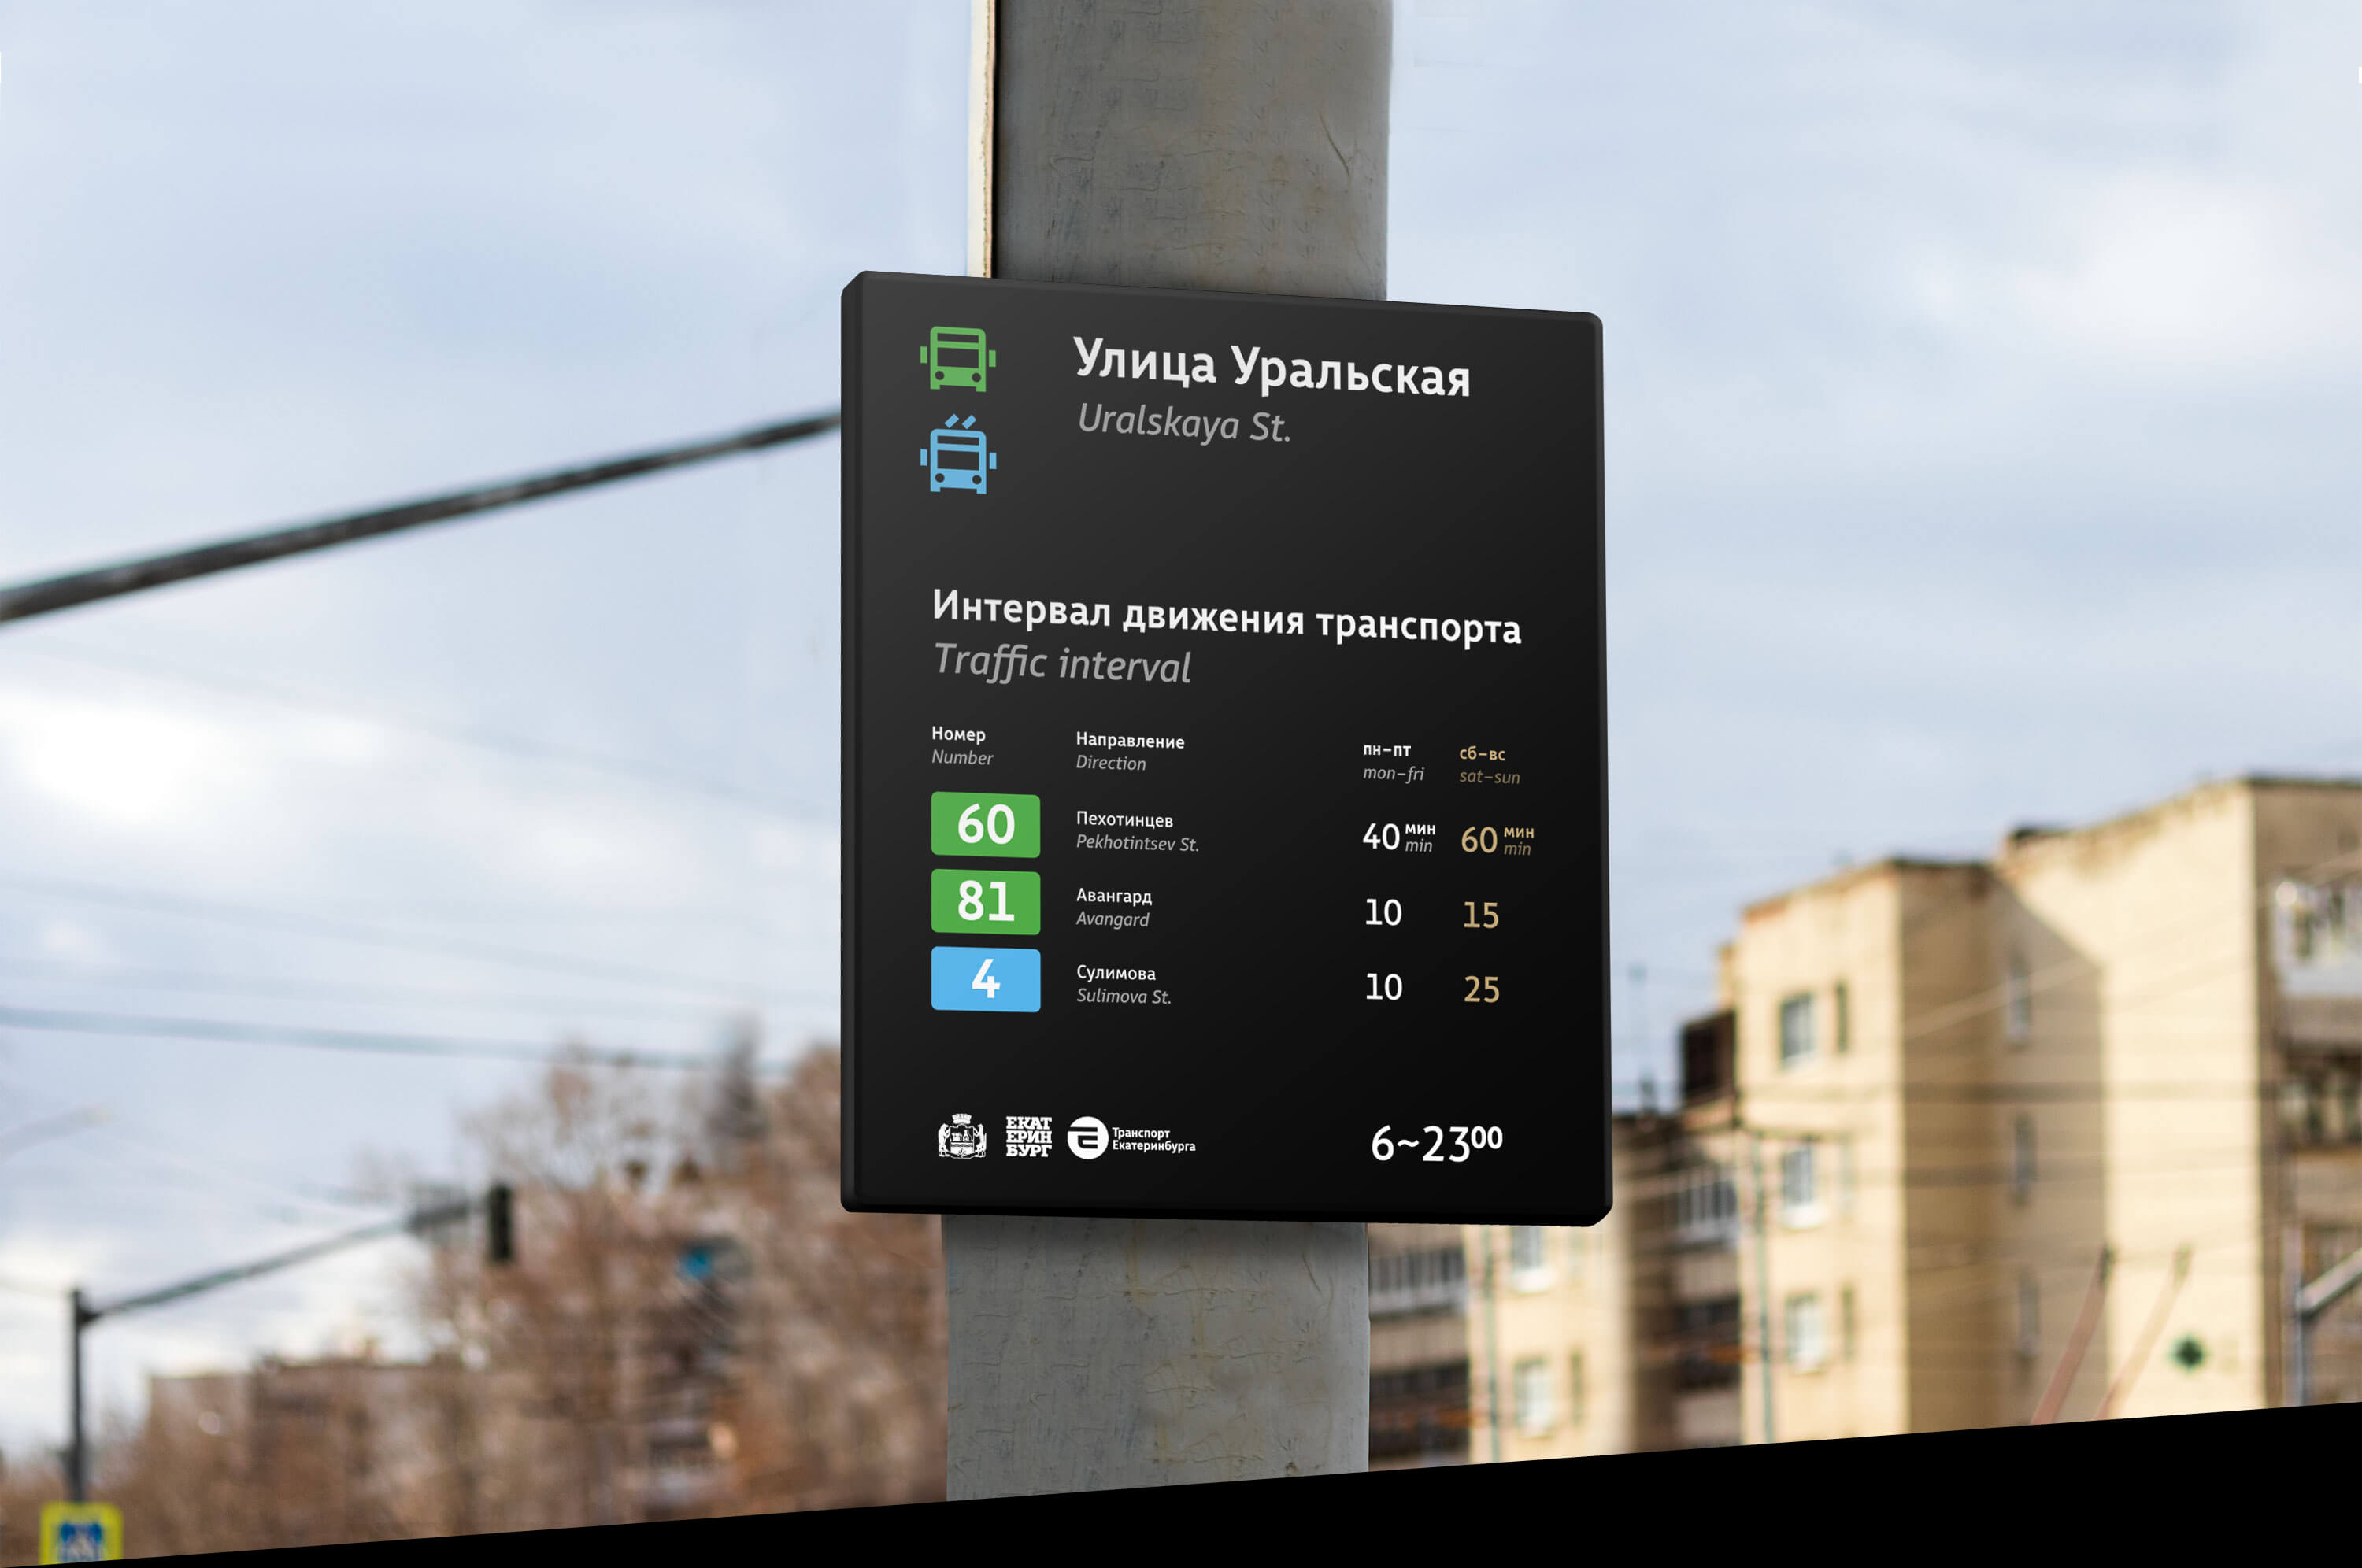 Улица Уральская
Uralskaya St.
Интервал движения транспорта
Traffic interval
Номер Направление пн–пт сб–вс
Number Direction mon–fri sat–sun
60 Пехотинцев 40 мин 60 мин
Pekhotintsev St. min min
81 Авангард 10 15
Avangard
4 Сулимова 10 25
Sulimova St.
ЕКАТ
ЕРИН
БУРГ
Транспорт
Екатеринбурга
6~23⁰⁰